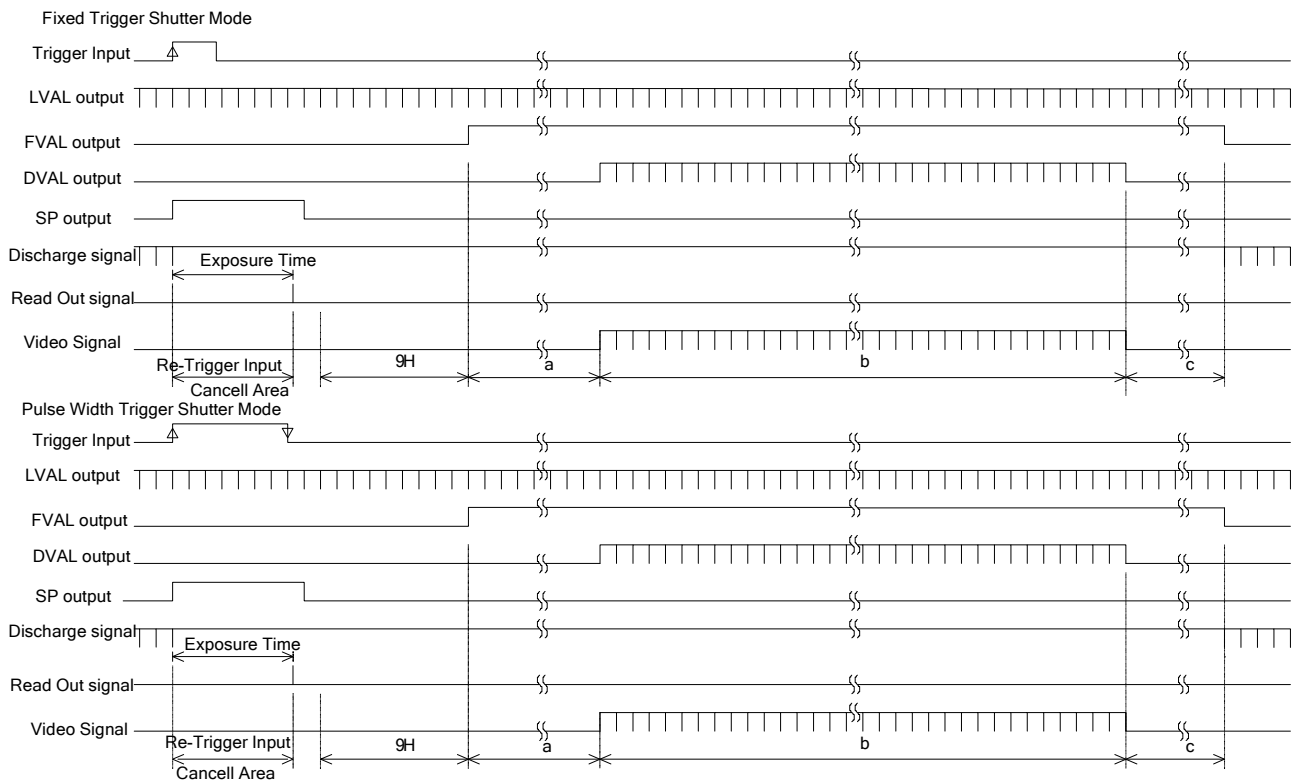 Fixed Trigger Shutter Mode
Trigger Input
LVAL output
FVAL output
DVAL output
SP output
Discharge signal
Exposure Time
Read Out signal
Video Signal
Re-Trigger Input
9H
a
b
c
Cancell Area
Pulse Width Trigger Shutter Mode
Trigger Input
LVAL output
FVAL output
DVAL output
SP output
Discharge signal
Exposure Time
Read Out signal
Video Signal
Re-Trigger Input
9H
a
b
c
Cancell Area